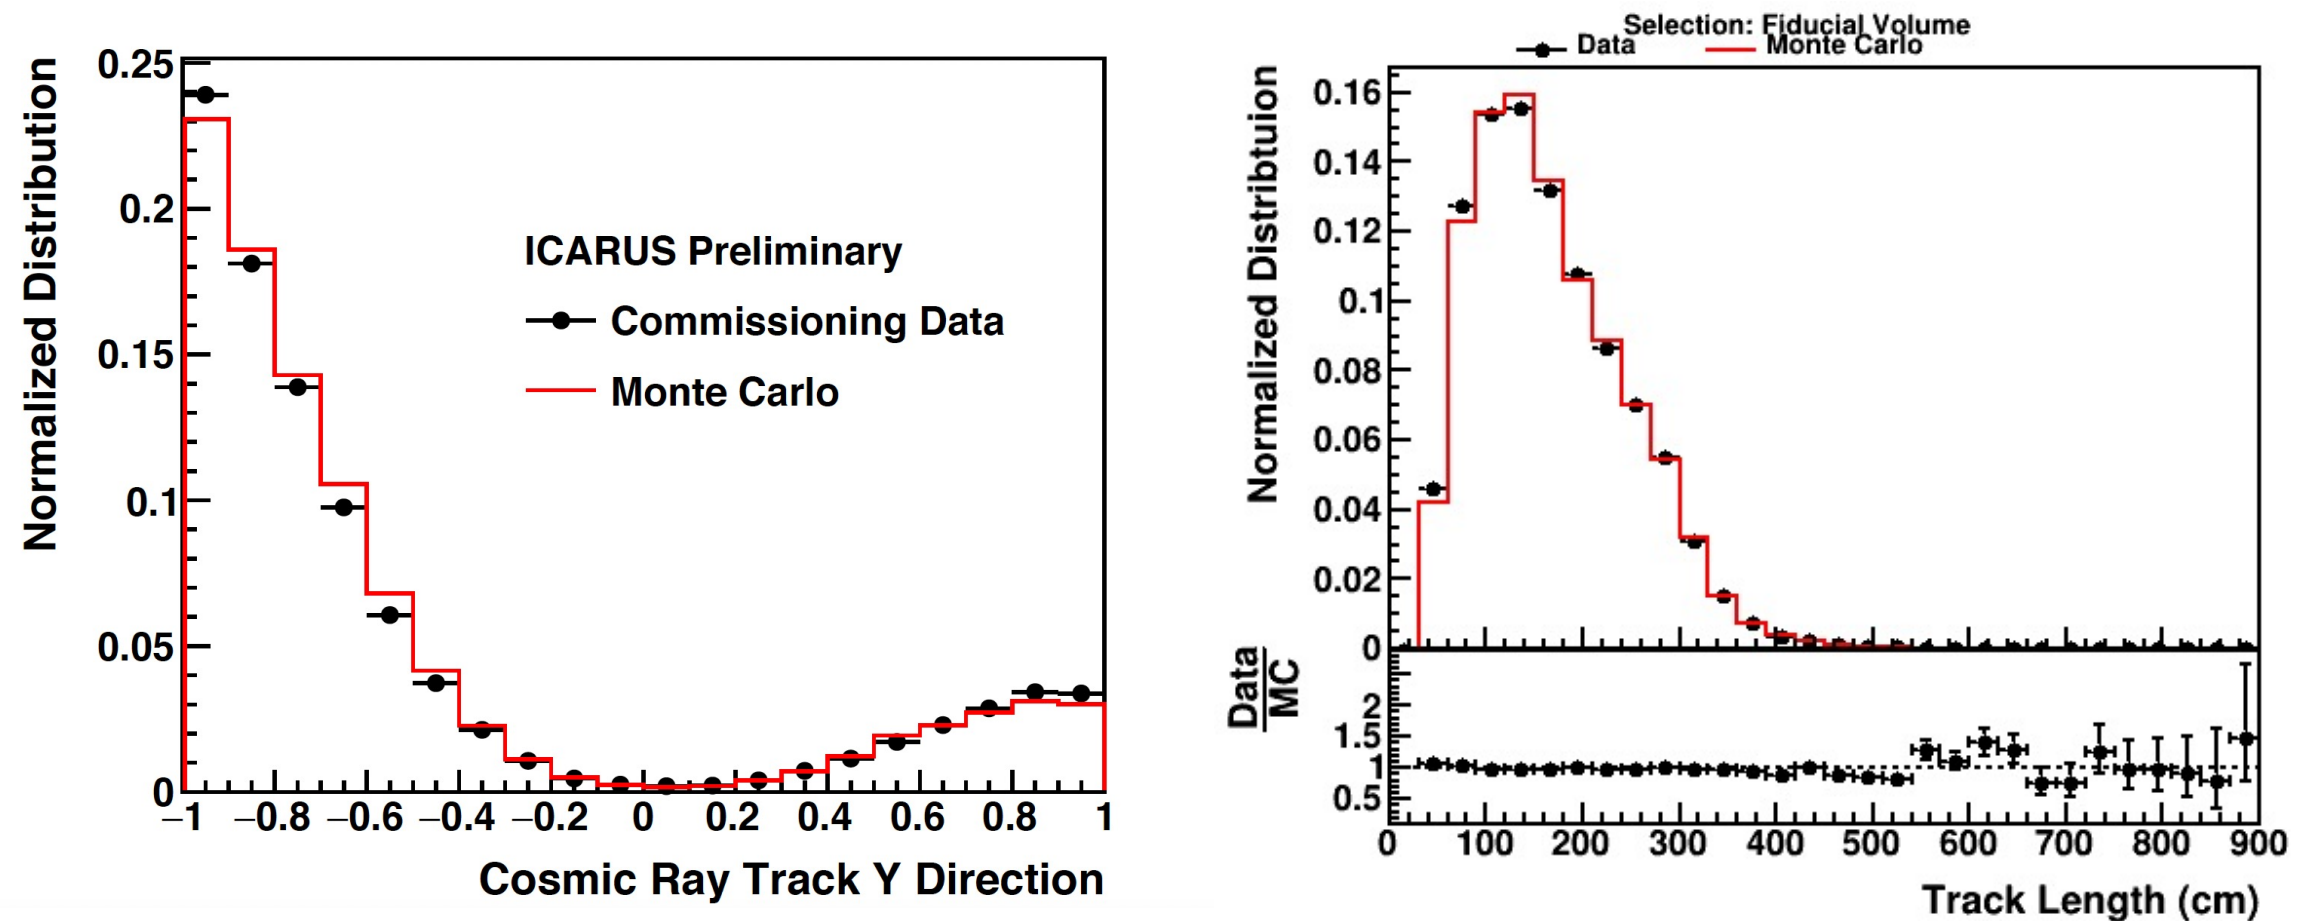 Normalized Distribution
0.25
0.2
0.15
0.1
0.05
0
ICARUS Preliminary
Commissioning Data
Monte Carlo
−1 −0.8 −0.6 −0.4 −0.2 0 0.2 0.4 0.6 0.8 1
Cosmic Ray Track Y Direction
Selection: Fiducial Volume
Data Monte Carlo
Normalized Distribtuion
0.16
0.14
0.12
0.1
0.08
0.06
0.04
0.02
0
Data
MC
2
1.5
1
0.5
0 100 200 300 400 500 600 700 800 900
Track Length (cm)